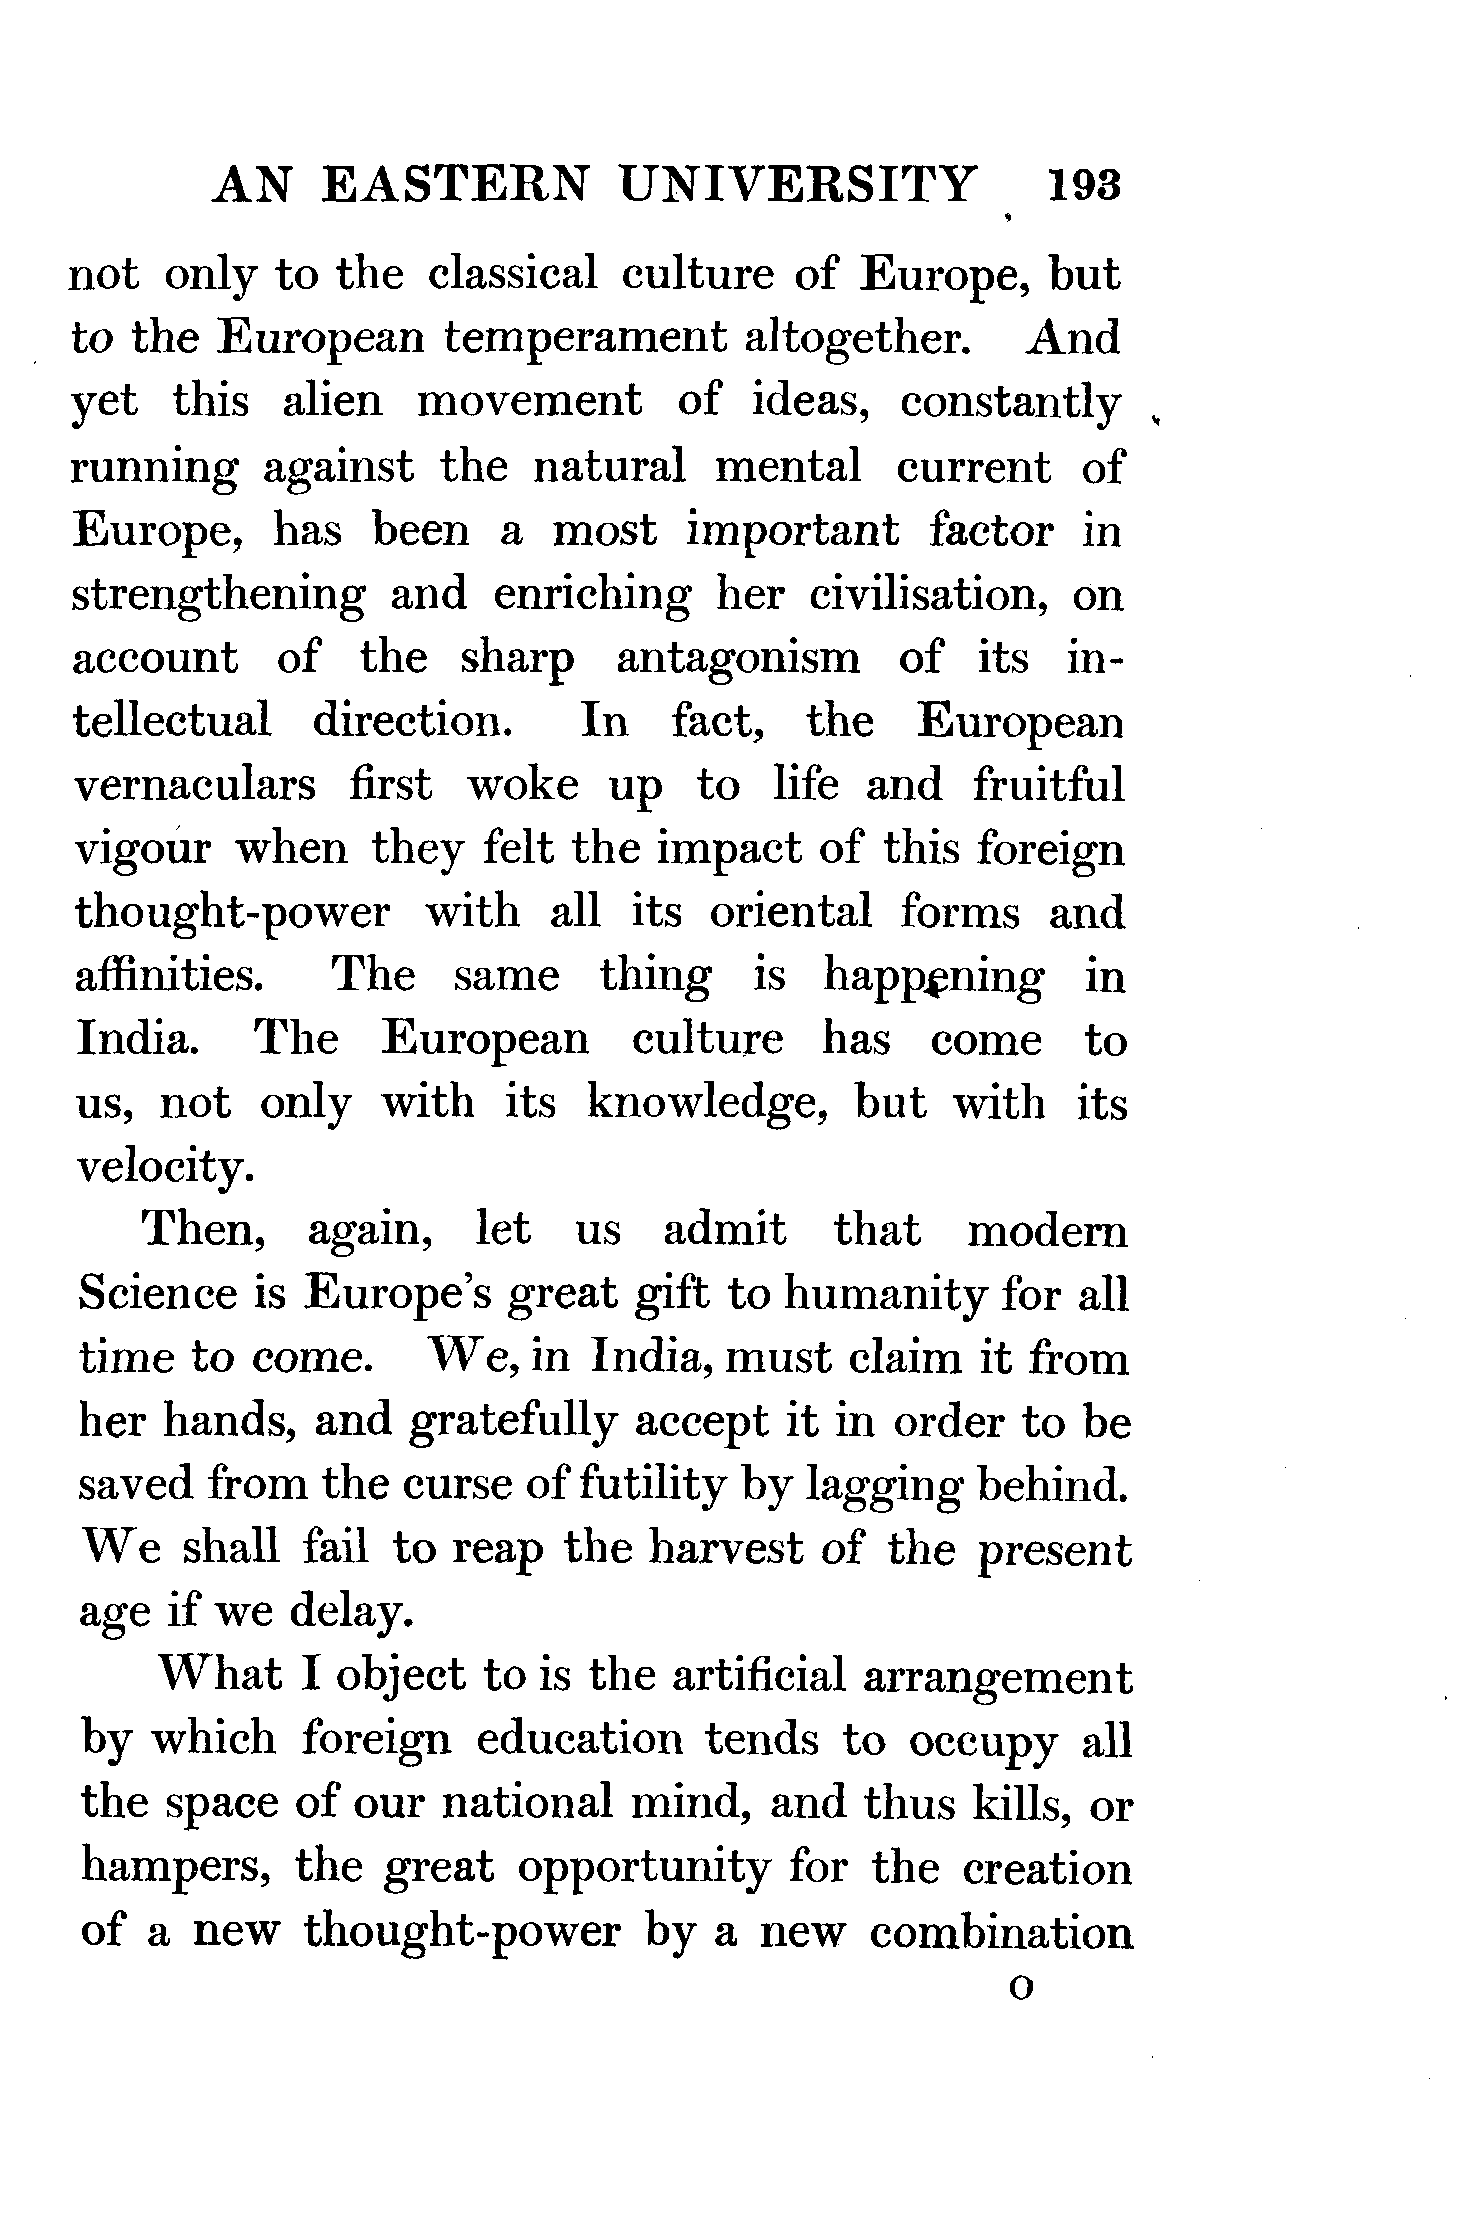 AN EASTERN UNIVERSITY 193
not only to the classical culture of Europe, but
to the European temperament altogether. And
yet this alien movement of ideas, constantly
running against the natural mental current of
Europe, has been a most important factor in
strengthening and enriching her civilisation, on
account of the sharp antagonism of its in-
tellectual direction. In fact, the European
vernaculars first woke up to life and fruitful
vigour when they felt the impact of this foreign
thought-power with all its oriental forms and
affinities. The same thing is happening in
India. The European culture has come to
us, not only with its knowledge, but with its
velocity.
Then, again, let us admit that modern
Science is Europe's great gift to humanity for all
time to come. We, in India, must claim it from
her hands, and gratefully accept it in order to be
saved from the curse of futility by lagging behind.
We shall fail to reap the harvest of the present
age if we delay.
What I object to is the artificial arrangement
by which foreign education tends to occupy all
the space of our national mind, and thus kills, or
hampers, the great opportunity for the creation
of a new thought-power by a new combination
O